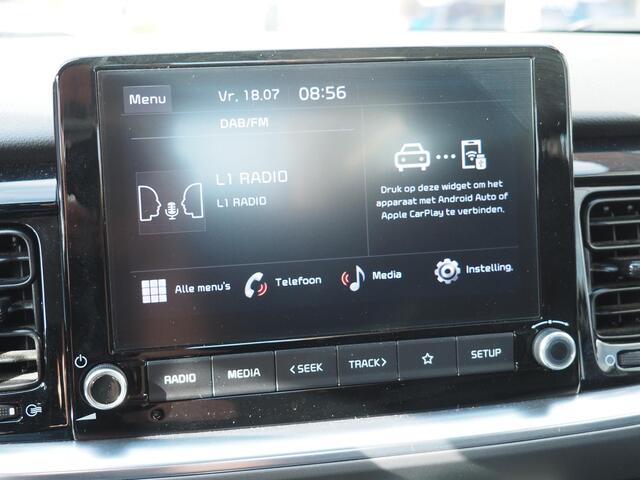 Menu
Vr, 18.07
08:56
DAB/FM
L1 RADIO
L1 RADIO
Druk op deze widget om het
apparaat met Android Auto of
Apple CarPlay te verbinden.
Alle menu's
Telefoon
Media
Instelling.
RADIO
MEDIA
<SEEK
TRACK>
SETUP